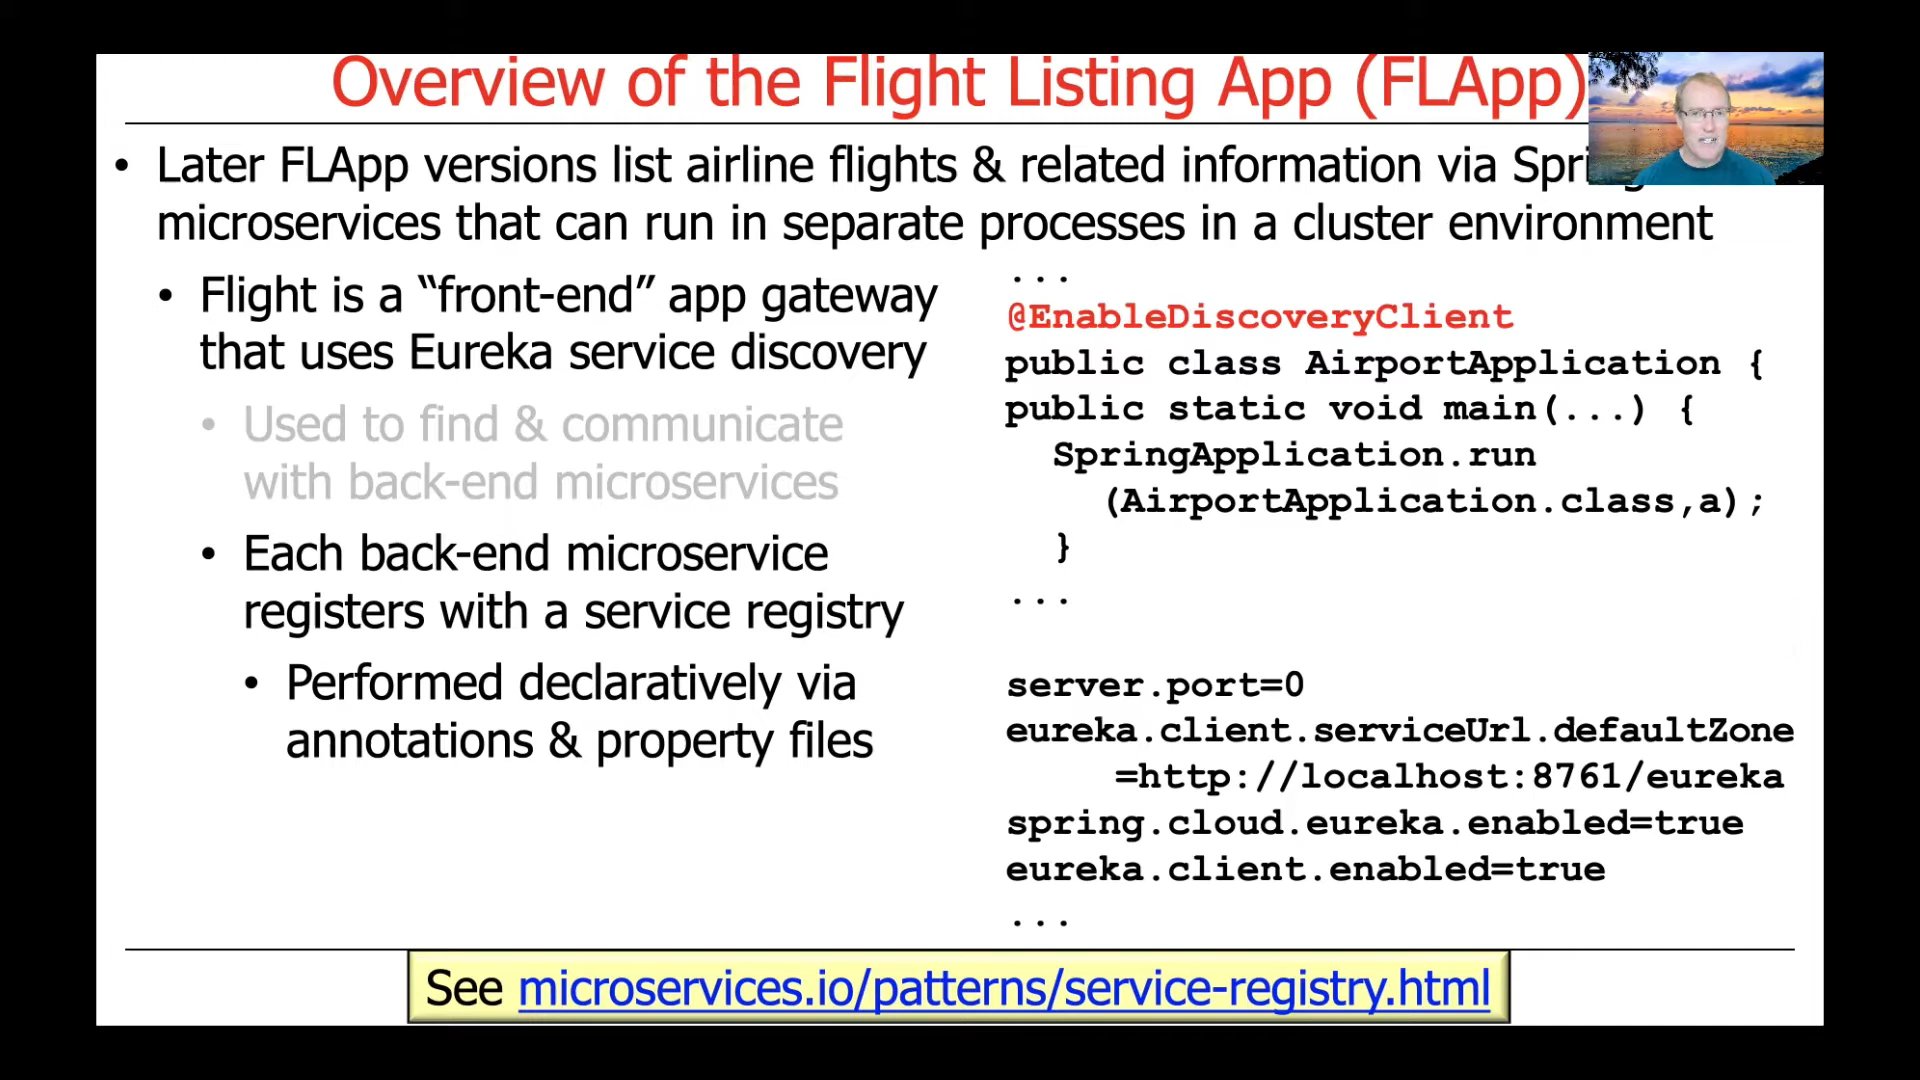 Overview of the Flight Listing App (FLApp)
• Later FLApp versions list airline flights & related information via
microservices that can run in separate processes in a cluster environment
• Flight is a “front-end” app gateway
that uses Eureka service discovery
• Used to find & communicate
with back-end microservices
• Each back-end microservice
registers with a service registry
• Performed declaratively via
annotations & property files
...
@EnableDiscoveryClient
public class AirportApplication {
public static void main(...) {
SpringApplication.run
(AirportApplication.class,a);
}
...
server.port=0
eureka.client.serviceUrl.defaultZone
=http://localhost:8761/eureka
spring.cloud.eureka.enabled=true
eureka.client.enabled=true
...
See microservices.io/patterns/service-registry.html